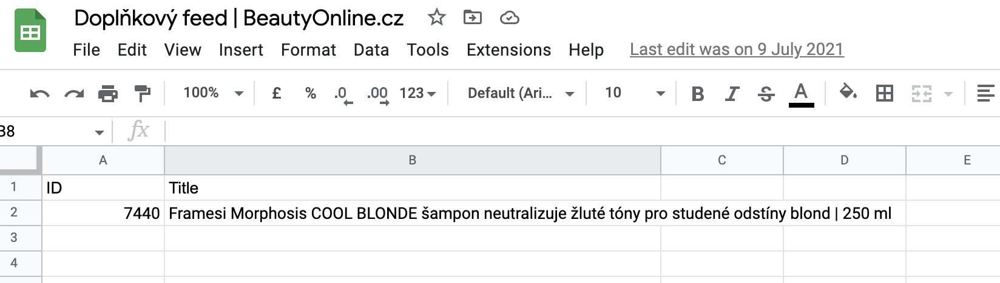 Doplňkový feed | BeautyOnline.cz
File Edit View Insert Format Data Tools Extensions Help Last edit was on 9 July 2021
100% £ % .0 .00 123 Default (Ari... 10 B I S A
B8 fx
A B C D E
1 ID Title
2 7440 Framesi Morphosis COOL BLONDE šampon neutralizuje žluté tóny pro studené odstíny blond | 250 ml
3
4